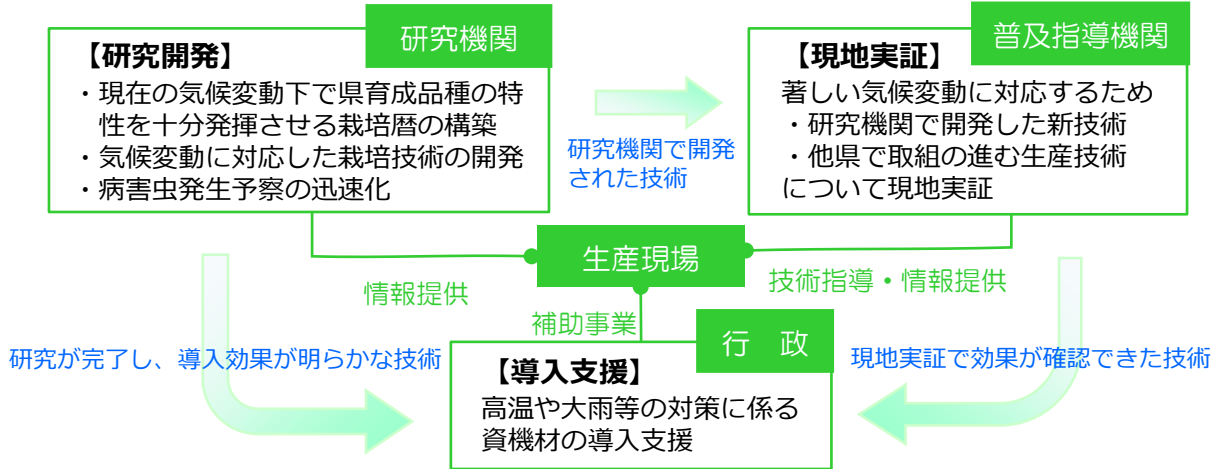 研究機関
【研究開発】
・現在の気候変動下で県育成品種の特
性を十分発揮させる栽培暦の構築
・気候変動に対応した栽培技術の開発
・病害虫発生予察の迅速化
研究機関で開発
された技術
普及指導機関
【現地実証】
著しい気候変動に対応するため
・研究機関で開発した新技術
・他県で取組の進む生産技術
について現地実証
生産現場
情報提供
技術指導・情報提供
補助事業
研究が完了し、導入効果が明らかな技術
行　政
【導入支援】
高温や大雨等の対策に係る
資機材の導入支援
現地実証で効果が確認できた技術